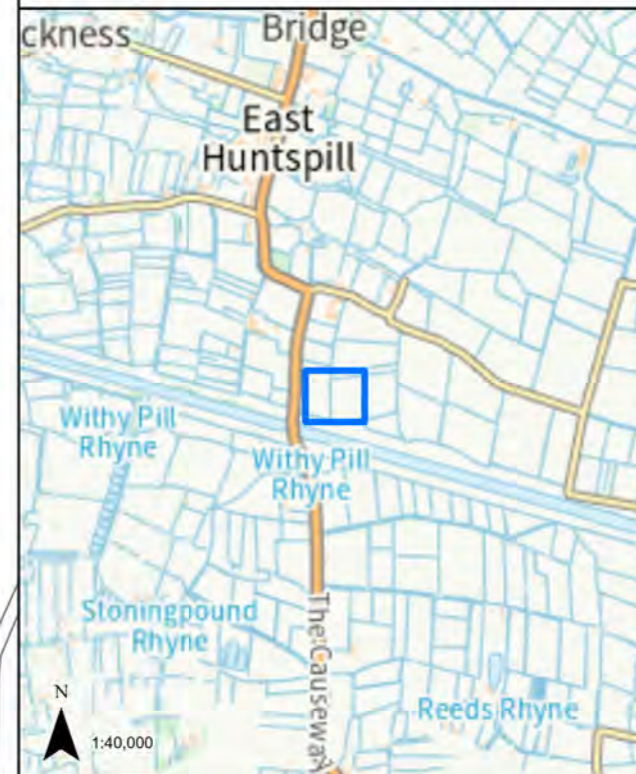 ckness
Bridge
East
Huntspill
Withy Pill
Rhyne
Withy Pill
Rhyne
Stoningpound
Rhyne
The Causeway
Reeds Rhyne
N
1:40,000